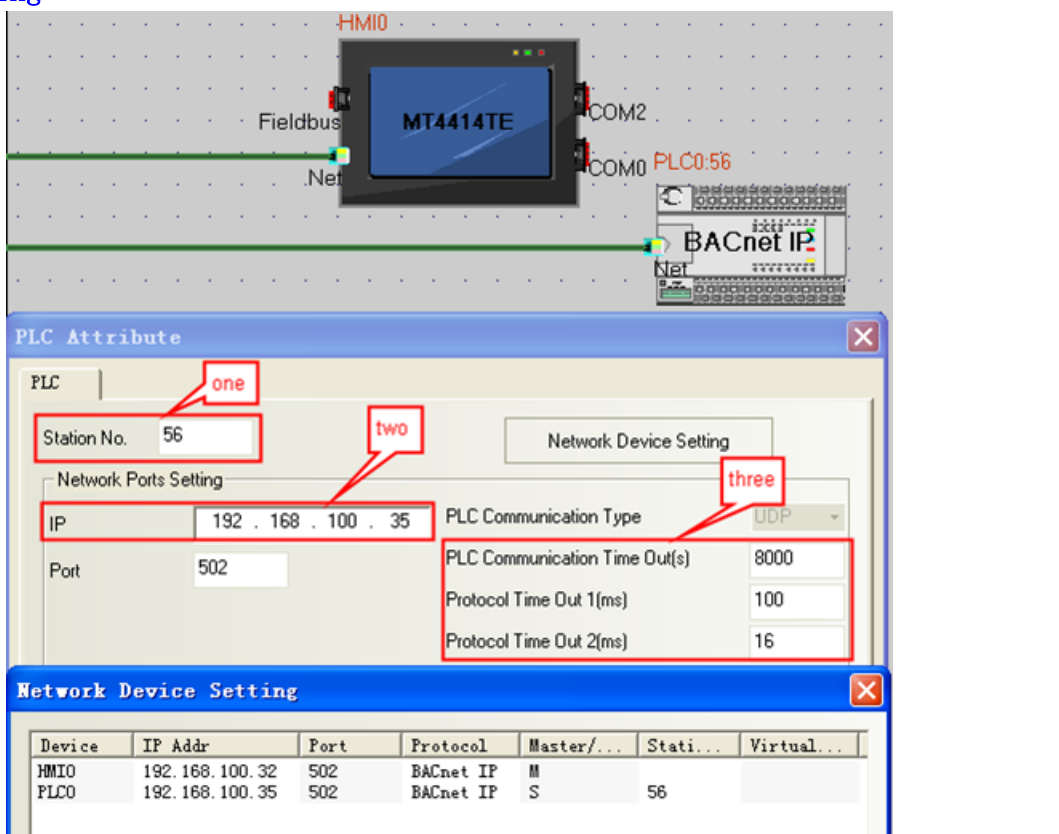 HMI0
MT4414TE
COM2
Fieldbus
COM0
PLC0:56
Net
BACnet IP
Net
PLC Attribute
PLC
one
Station No. 56
two
Network Device Setting
Network Ports Setting
three
IP 192 . 168 . 100 . 35
PLC Communication Type UDP
PLC Communication Time Out(s) 8000
Port 502
Protocol Time Out 1(ms) 100
Protocol Time Out 2(ms) 16
Network Device Setting
Device IP Addr Port Protocol Master/... Stati... Virtual...
HMI0 192.168.100.32 502 BACnet IP M
PLC0 192.168.100.35 502 BACnet IP S 56